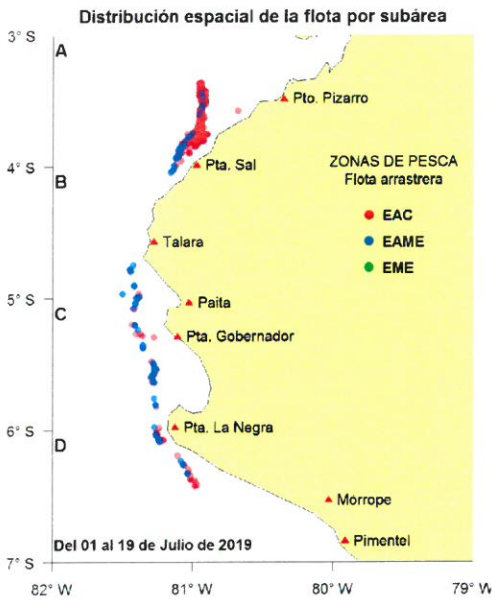 Distribución espacial de la flota por subárea
3° S
A
Pto. Pizarro
4° S
Pta. Sal
ZONAS DE PESCA
Flota arrastrera
B
EAC
EAME
Talara
EME
5° S
Paita
C
Pta. Gobernador
6° S
Pta. La Negra
D
Mórrope
Del 01 al 19 de Julio de 2019
Pimentel
7° S
82° W
81° W
80° W
79° W